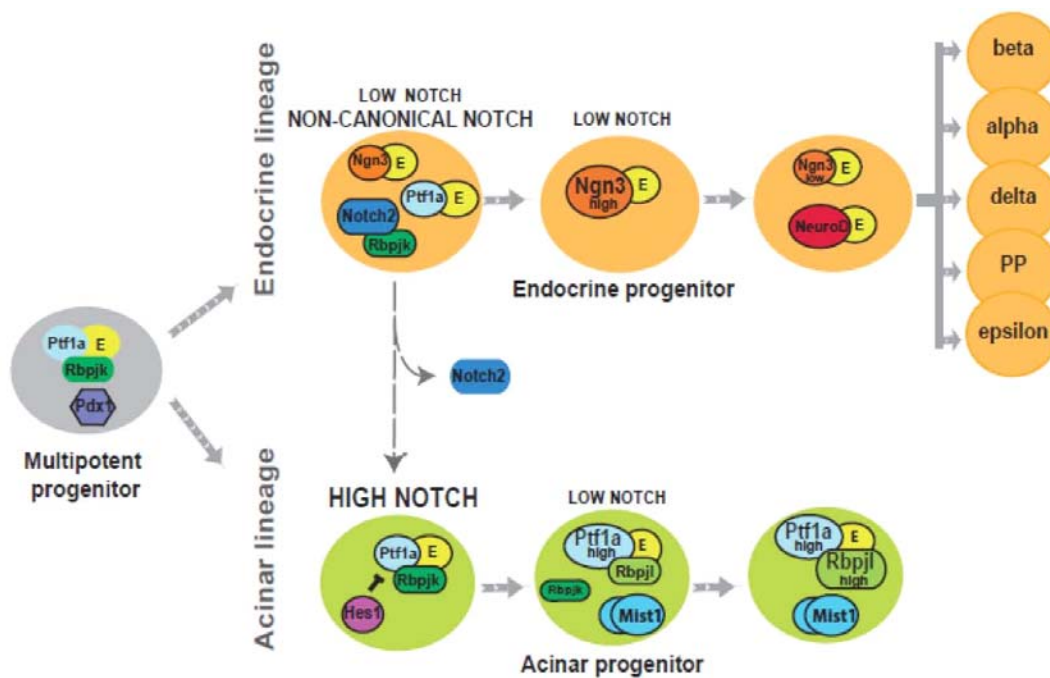 Endocrine lineage
LOW NOTCH
NON-CANONICAL NOTCH
Ngn3
E
Ptf1a
E
Notch2
Rbpjk
LOW NOTCH
Ngn3
high
E
Endocrine progenitor
Ngn3
low
E
NeuroD
E
beta
alpha
delta
PP
epsilon
Ptf1a
E
Rbpjk
Pdx1
Multipotent
progenitor
Notch2
Acinar lineage
HIGH NOTCH
Ptf1a
E
Rbpjk
Hes1
LOW NOTCH
Ptf1a
high
E
Rbpjl
Rbpjk
Mist1
Acinar progenitor
Ptf1a
high
E
Rbpjl
high
Mist1